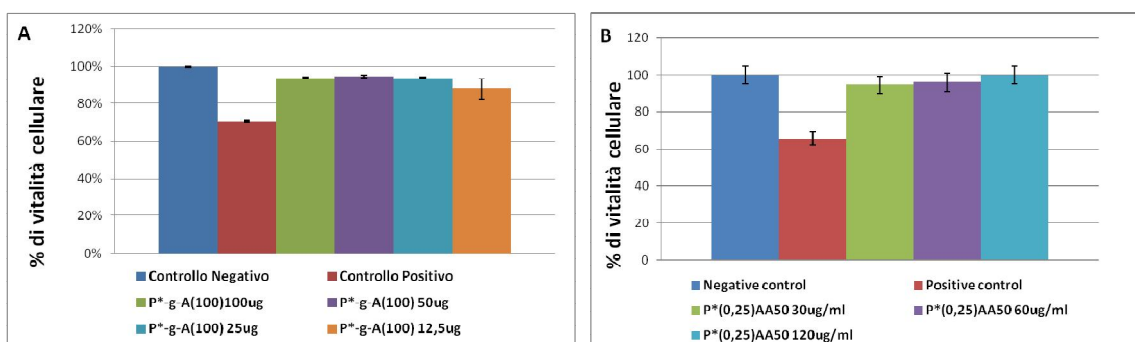 A
% di vitalità cellulare
120%
100%
80%
60%
40%
20%
0%
Controllo Negativo
Controllo Positivo
P*-g-A(100)100ug
P*-g-A(100) 50ug
P*-g-A(100) 25ug
P*-g-A(100) 12,5ug
B
% di vitalità cellulare
120
100
80
60
40
20
0
Negative control
Positive control
P*(0,25)AA50 30ug/ml
P*(0,25)AA50 60ug/ml
P*(0,25)AA50 120ug/ml